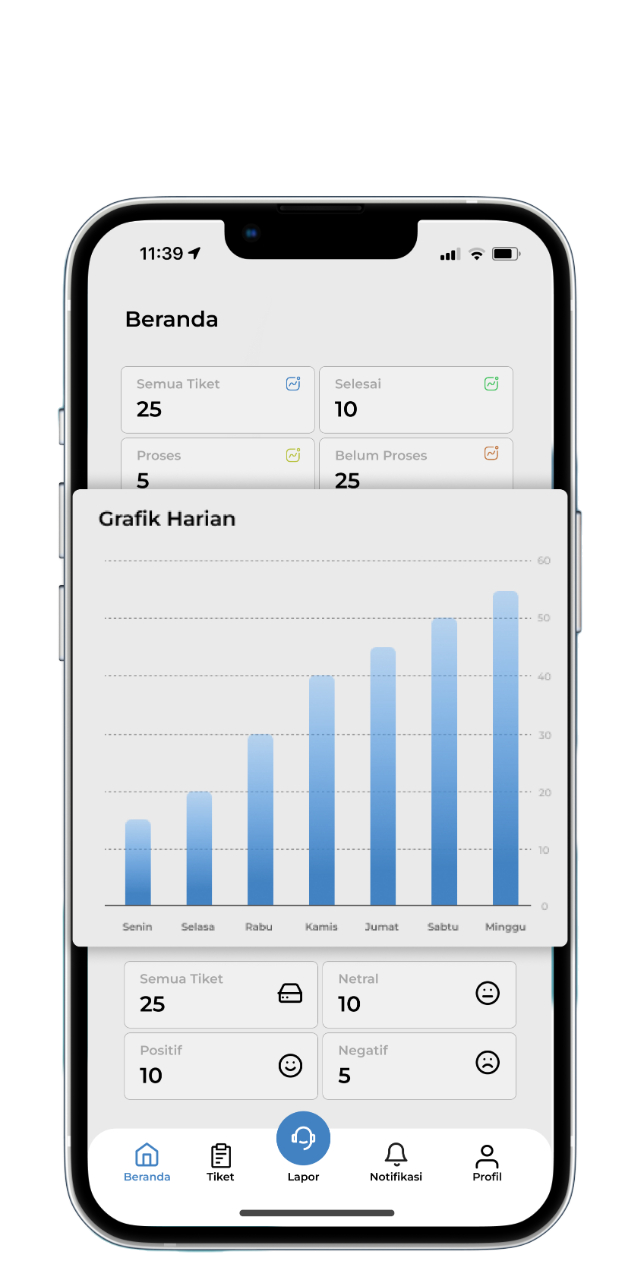 11:39
Beranda
Semua Tiket
25
Selesai
10
Proses
5
Belum Proses
25
Grafik Harian
60
50
40
30
20
10
0
Senin Selasa Rabu Kamis Jumat Sabtu Minggu
Semua Tiket
25
Netral
10
Positif
10
Negatif
5
Beranda Tiket Lapor Notifikasi Profil